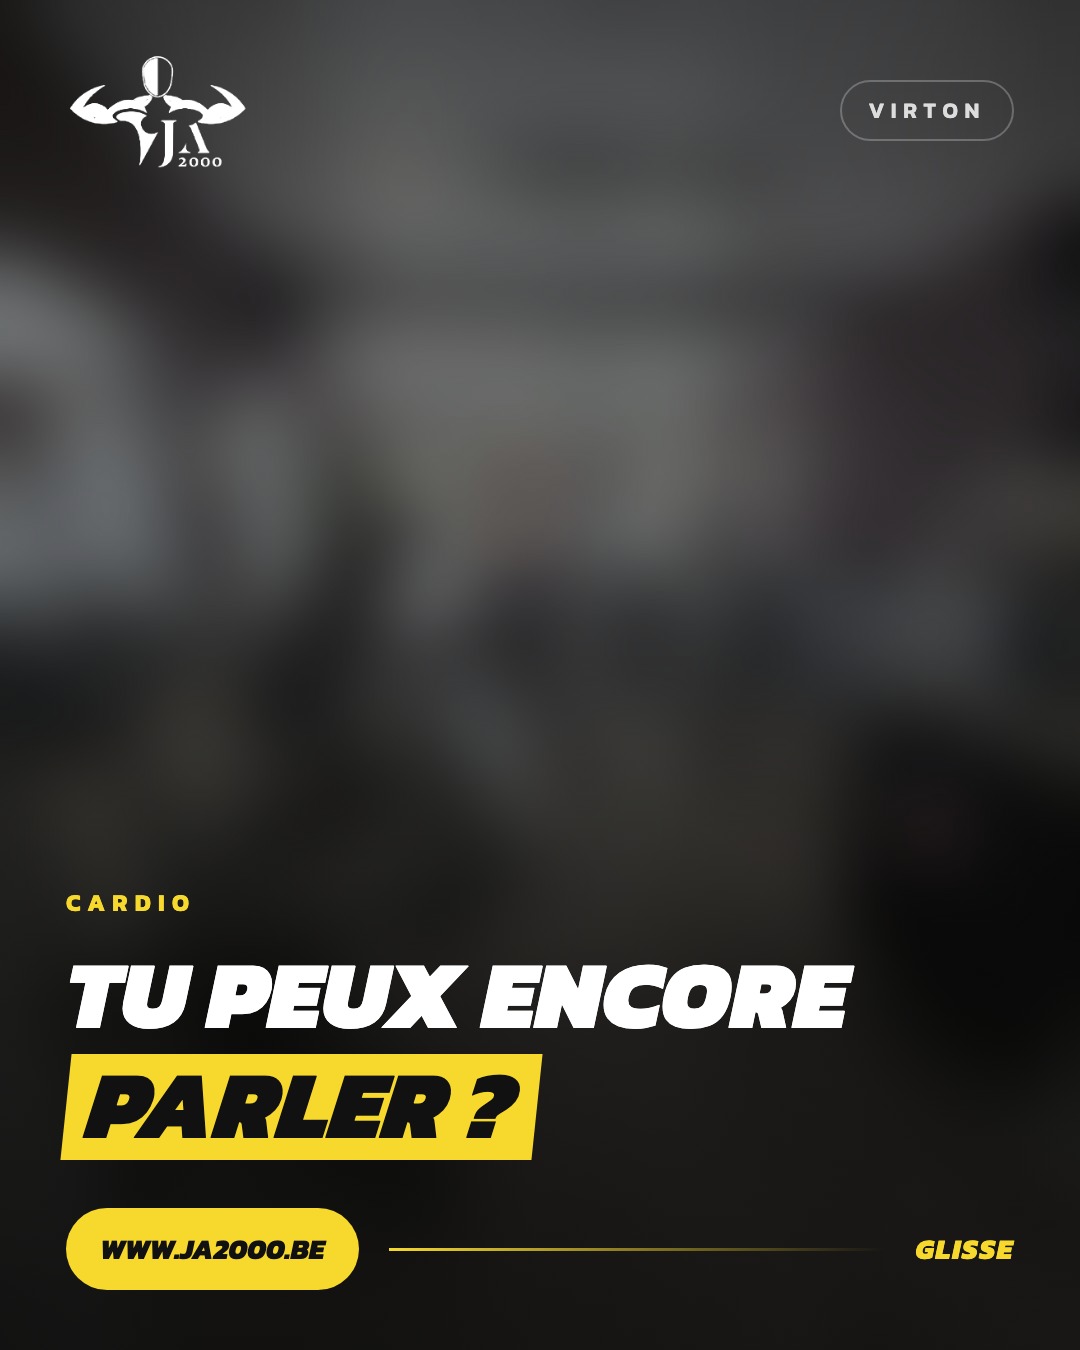 JA
2000
VIRTON
CARDIO
TU PEUX ENCORE
PARLER ?
WWW.JA2000.BE
GLISSE